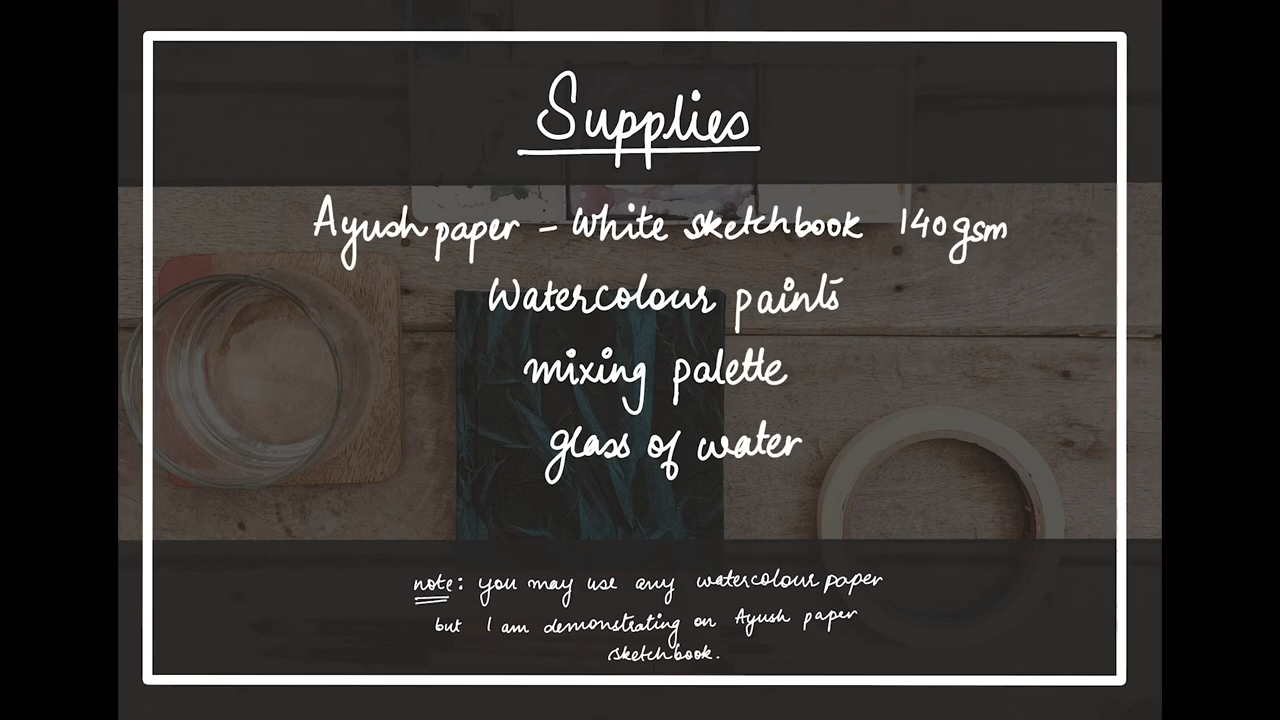 Supplies
Ayush paper - White sketchbook 140gsm
Watercolour paints
mixing palette
glass of water
note: you may use any watercolour paper
but I am demonstrating on Ayush paper
sketchbook.